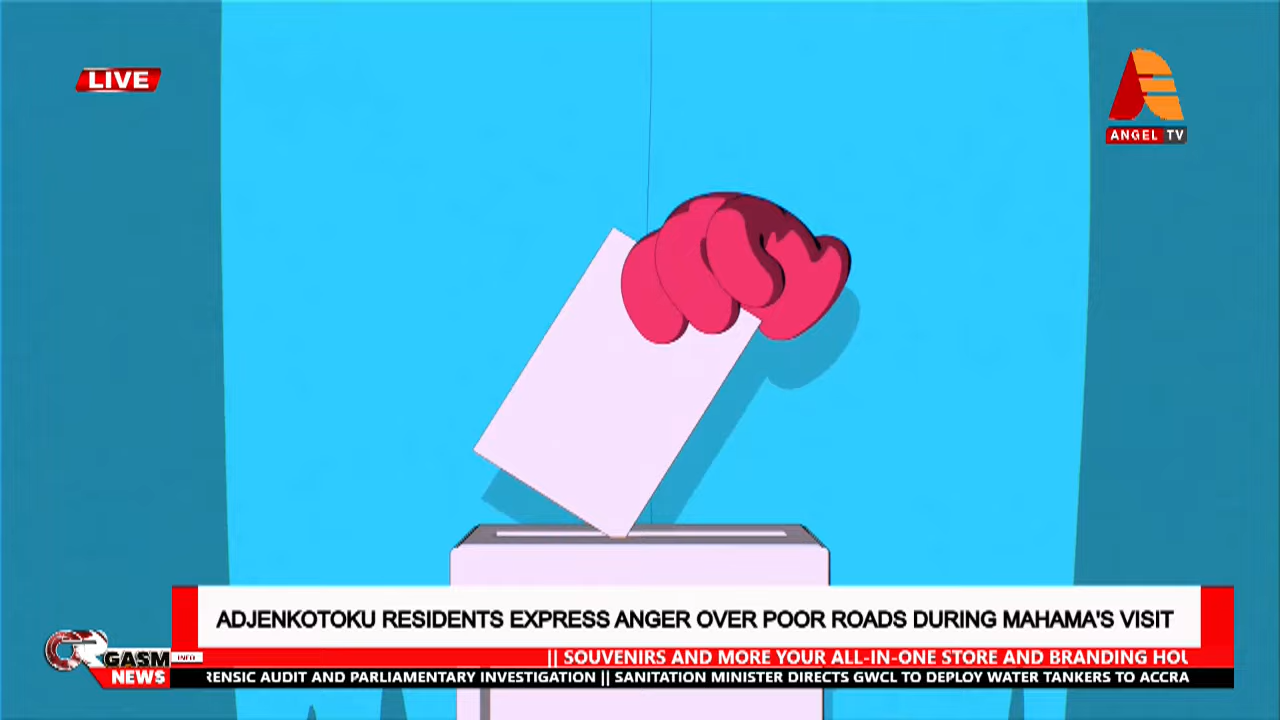 LIVE
ANGEL TV
ADJENKOTOKU RESIDENTS EXPRESS ANGER OVER POOR ROADS DURING MAHAMA'S VISIT
|| SOUVENIRS AND MORE YOUR ALL-IN-ONE STORE AND BRANDING HOU
GASM
NEWS
RENSIC AUDIT AND PARLIAMENTARY INVESTIGATION || SANITATION MINISTER DIRECTS GWCL TO DEPLOY WATER TANKERS TO ACCRA